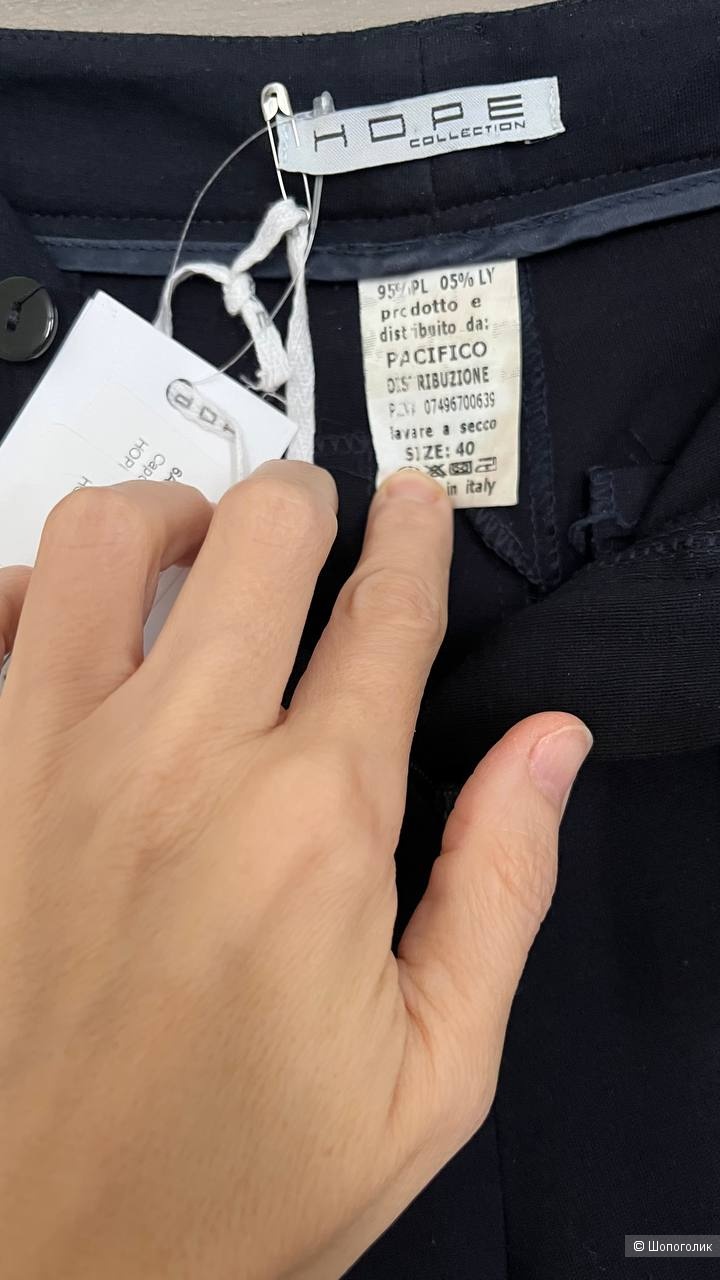 HOPE
COLLECTION
95% PL 05% LY
prodotto e
distribuito da:
PACIFICO
DISTRIBUZIONE
07496700639
lavare a secco
SIZE: 40
in italy
HOPI
© Шопоголик